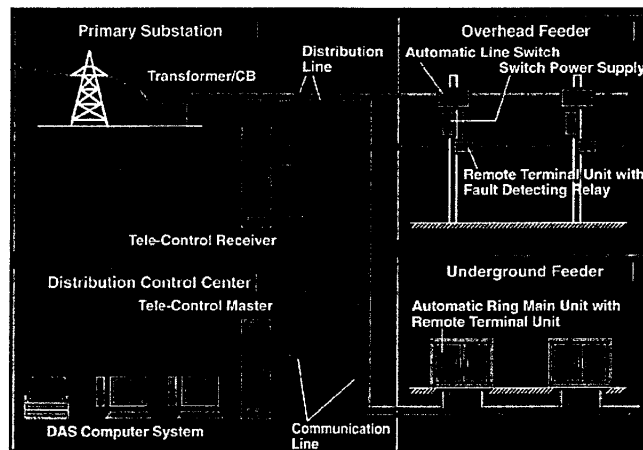 Primary Substation
Transformer/CB
Distribution
Line
Overhead Feeder
Automatic Line Switch
Switch Power Supply
Remote Terminal Unit with
Fault Detecting Relay
Tele-Control Receiver
Distribution Control Center
Tele-Control Master
DAS Computer System
Communication
Line
Underground Feeder
Automatic Ring Main Unit with
Remote Terminal Unit